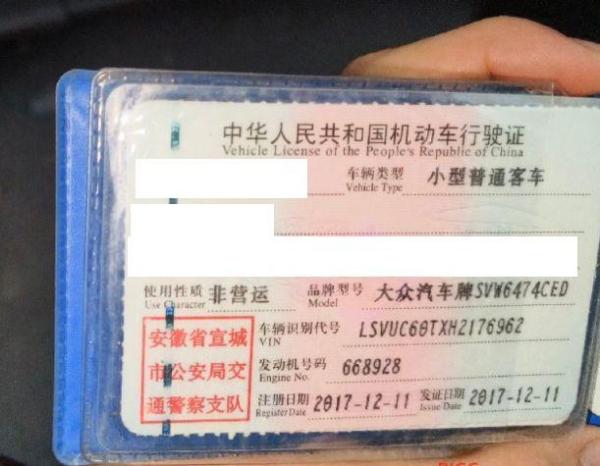 中华人民共和国机动车行驶证
Vehicle License of the People's Republic of China
车辆类型 小型普通客车
Vehicle Type
使用性质 非营运 品牌型号 大众汽车牌SVW6474CED
Use Character Model
安徽省宣城
市公安局交
通警察支队
车辆识别代号 LSVUC60TXH2176962
VIN
发动机号码 668928
Engine No.
注册日期 2017-12-11 发证日期 2017-12-11
Register Date Issue Date
PICC